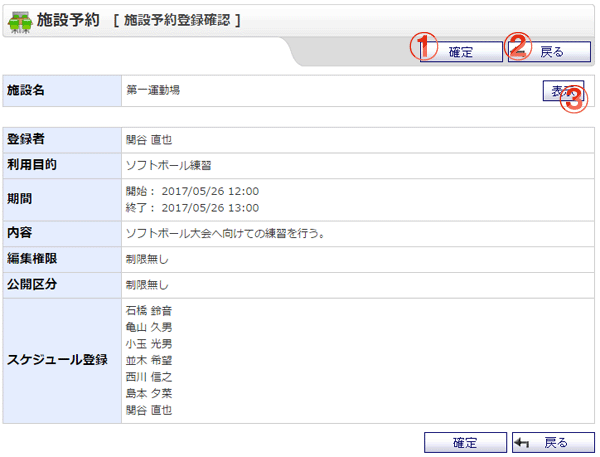 施設予約 [ 施設予約登録確認 ]
① 確定 ② 戻る
施設名 第一運動場 表示 ③
登録者 関谷 直也
利用目的 ソフトボール練習
期間 開始： 2017/05/26 12:00
終了： 2017/05/26 13:00
内容 ソフトボール大会へ向けての練習を行う。
編集権限 制限無し
公開区分 制限無し
スケジュール登録 石橋 鈴音
亀山 久男
小玉 光男
並木 希望
西川 信之
島本 夕菜
関谷 直也
確定 戻る